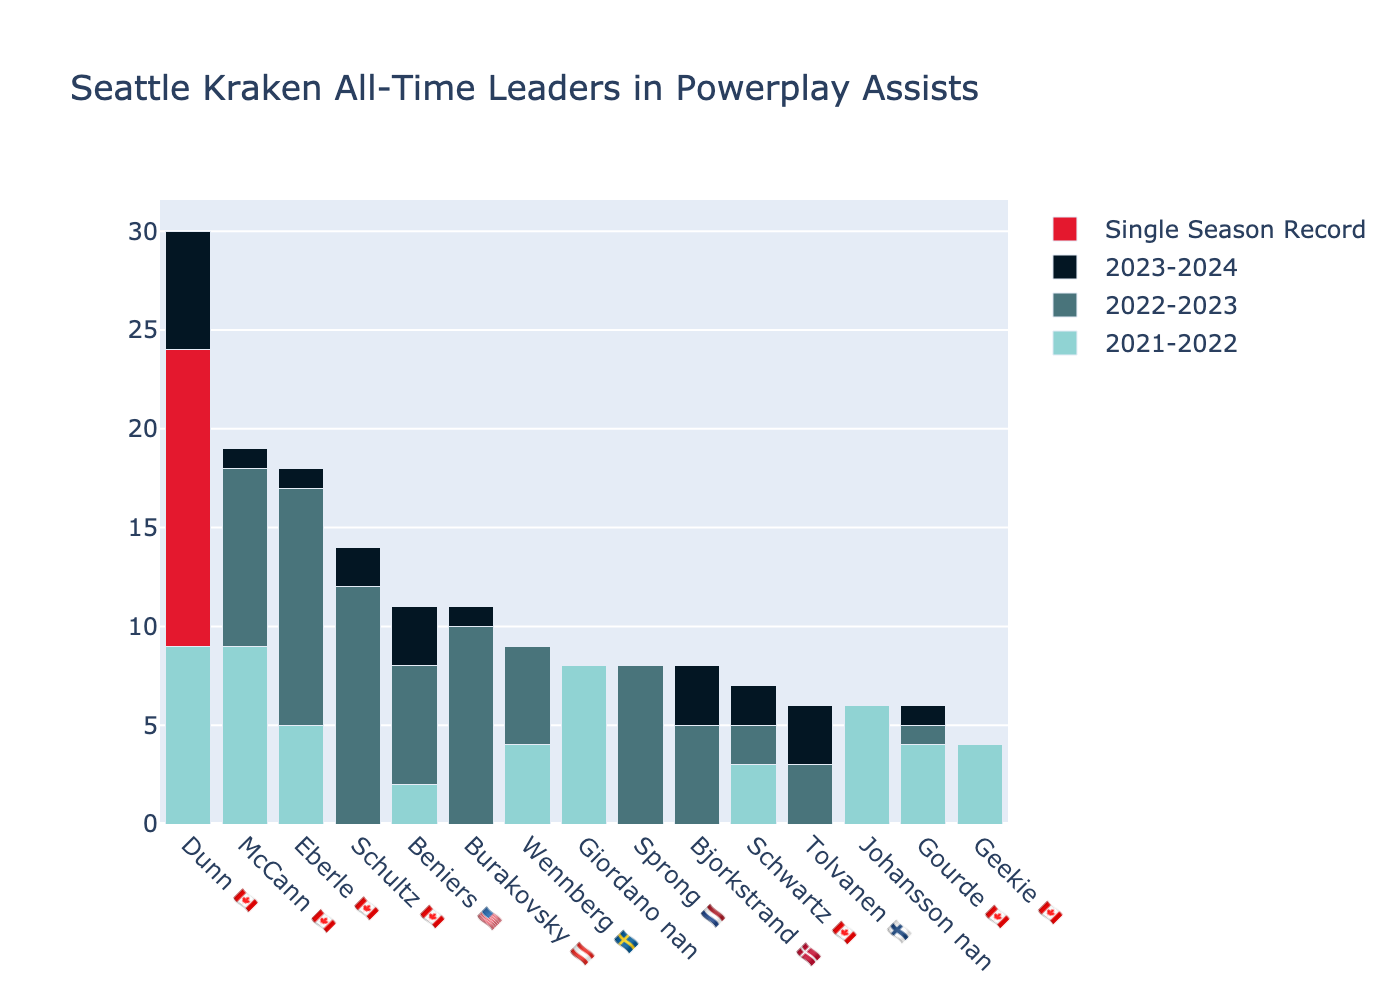 Seattle Kraken All-Time Leaders in Powerplay Assists
Single Season Record
2023-2024
2022-2023
2021-2022
30
25
20
15
10
5
0
Dunn 🇨🇦
McCann 🇨🇦
Eberle 🇨🇦
Schultz 🇨🇦
Beniers 🇺🇸
Burakovsky 🇦🇹
Wennberg 🇸🇪
Giordano nan
Sprong 🇳🇱
Bjorkstrand 🇩🇰
Schwartz 🇨🇦
Tolvanen 🇫🇮
Johansson nan
Gourde 🇨🇦
Geekie 🇨🇦